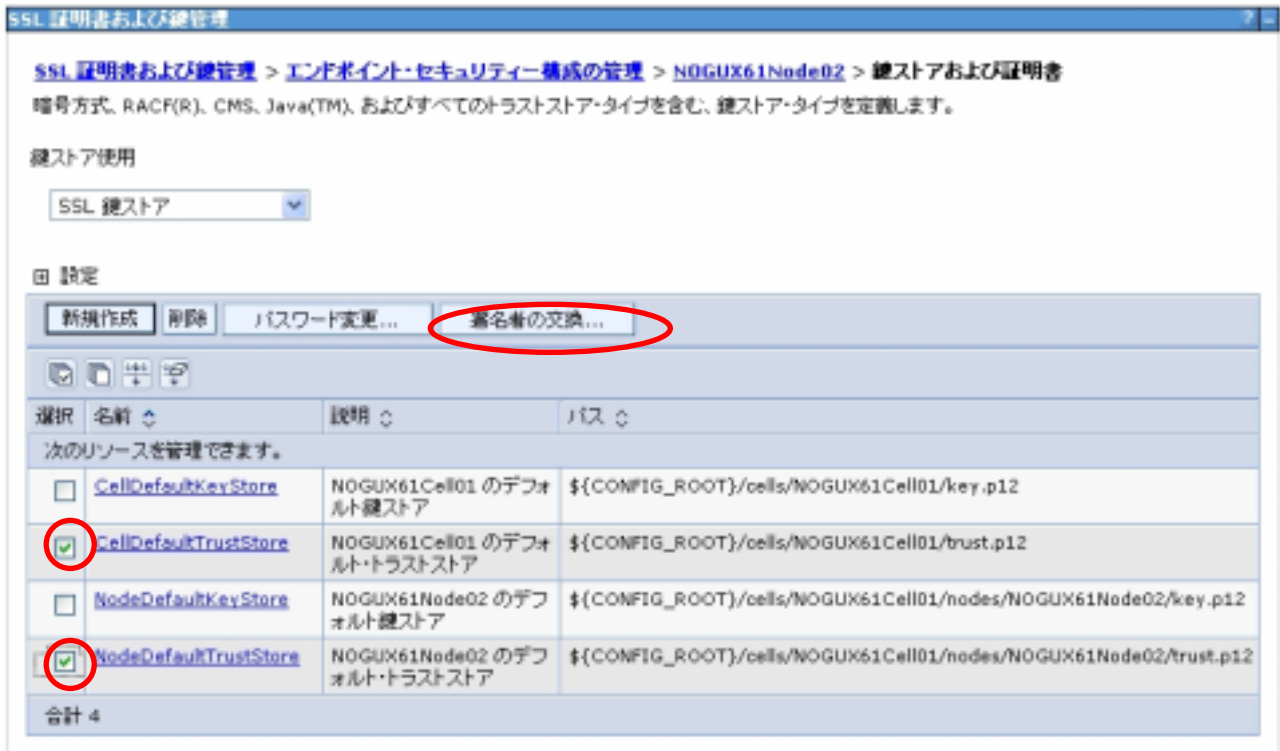 SSL 証明書および鍵管理 ? -
SSL 証明書および鍵管理 > エンドポイント・セキュリティー構成の管理 > NOGUX61Node02 > 鍵ストアおよび証明書
暗号方式、RACF(R)、CMS、Java(TM)、およびすべてのトラストストア・タイプを含む、鍵ストア・タイプを定義します。
鍵ストア使用
SSL 鍵ストア
設定
新規作成 削除 パスワード変更... 署名者の交換...
選択 名前 説明 パス
次のリソースを管理できます。
CellDefaultKeyStore NOGUX61Cell01 のデフォ ${CONFIG_ROOT}/cells/NOGUX61Cell01/key.p12
ルト鍵ストア
CellDefaultTrustStore NOGUX61Cell01 のデフォ ${CONFIG_ROOT}/cells/NOGUX61Cell01/trust.p12
ルト・トラストストア
NodeDefaultKeyStore NOGUX61Node02 のデフ ${CONFIG_ROOT}/cells/NOGUX61Cell01/nodes/NOGUX61Node02/key.p12
ォルト鍵ストア
NodeDefaultTrustStore NOGUX61Node02 のデフ ${CONFIG_ROOT}/cells/NOGUX61Cell01/nodes/NOGUX61Node02/trust.p12
ォルト・トラストストア
合計 4